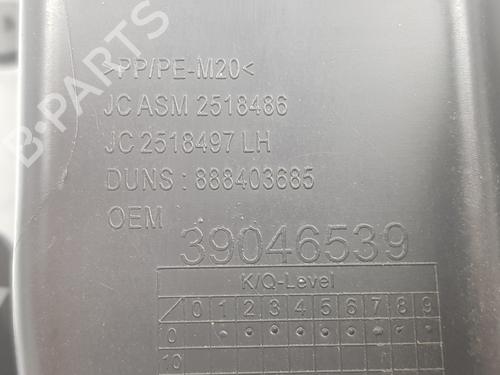 >PP/PE-M20<
JC ASM 2518486
JC 2518497 LH
DUNS : 888403685
OEM
39046539
K/Q-Level
0 1 2 3 4 5 6 7 8 9
0
10
B-PARTS